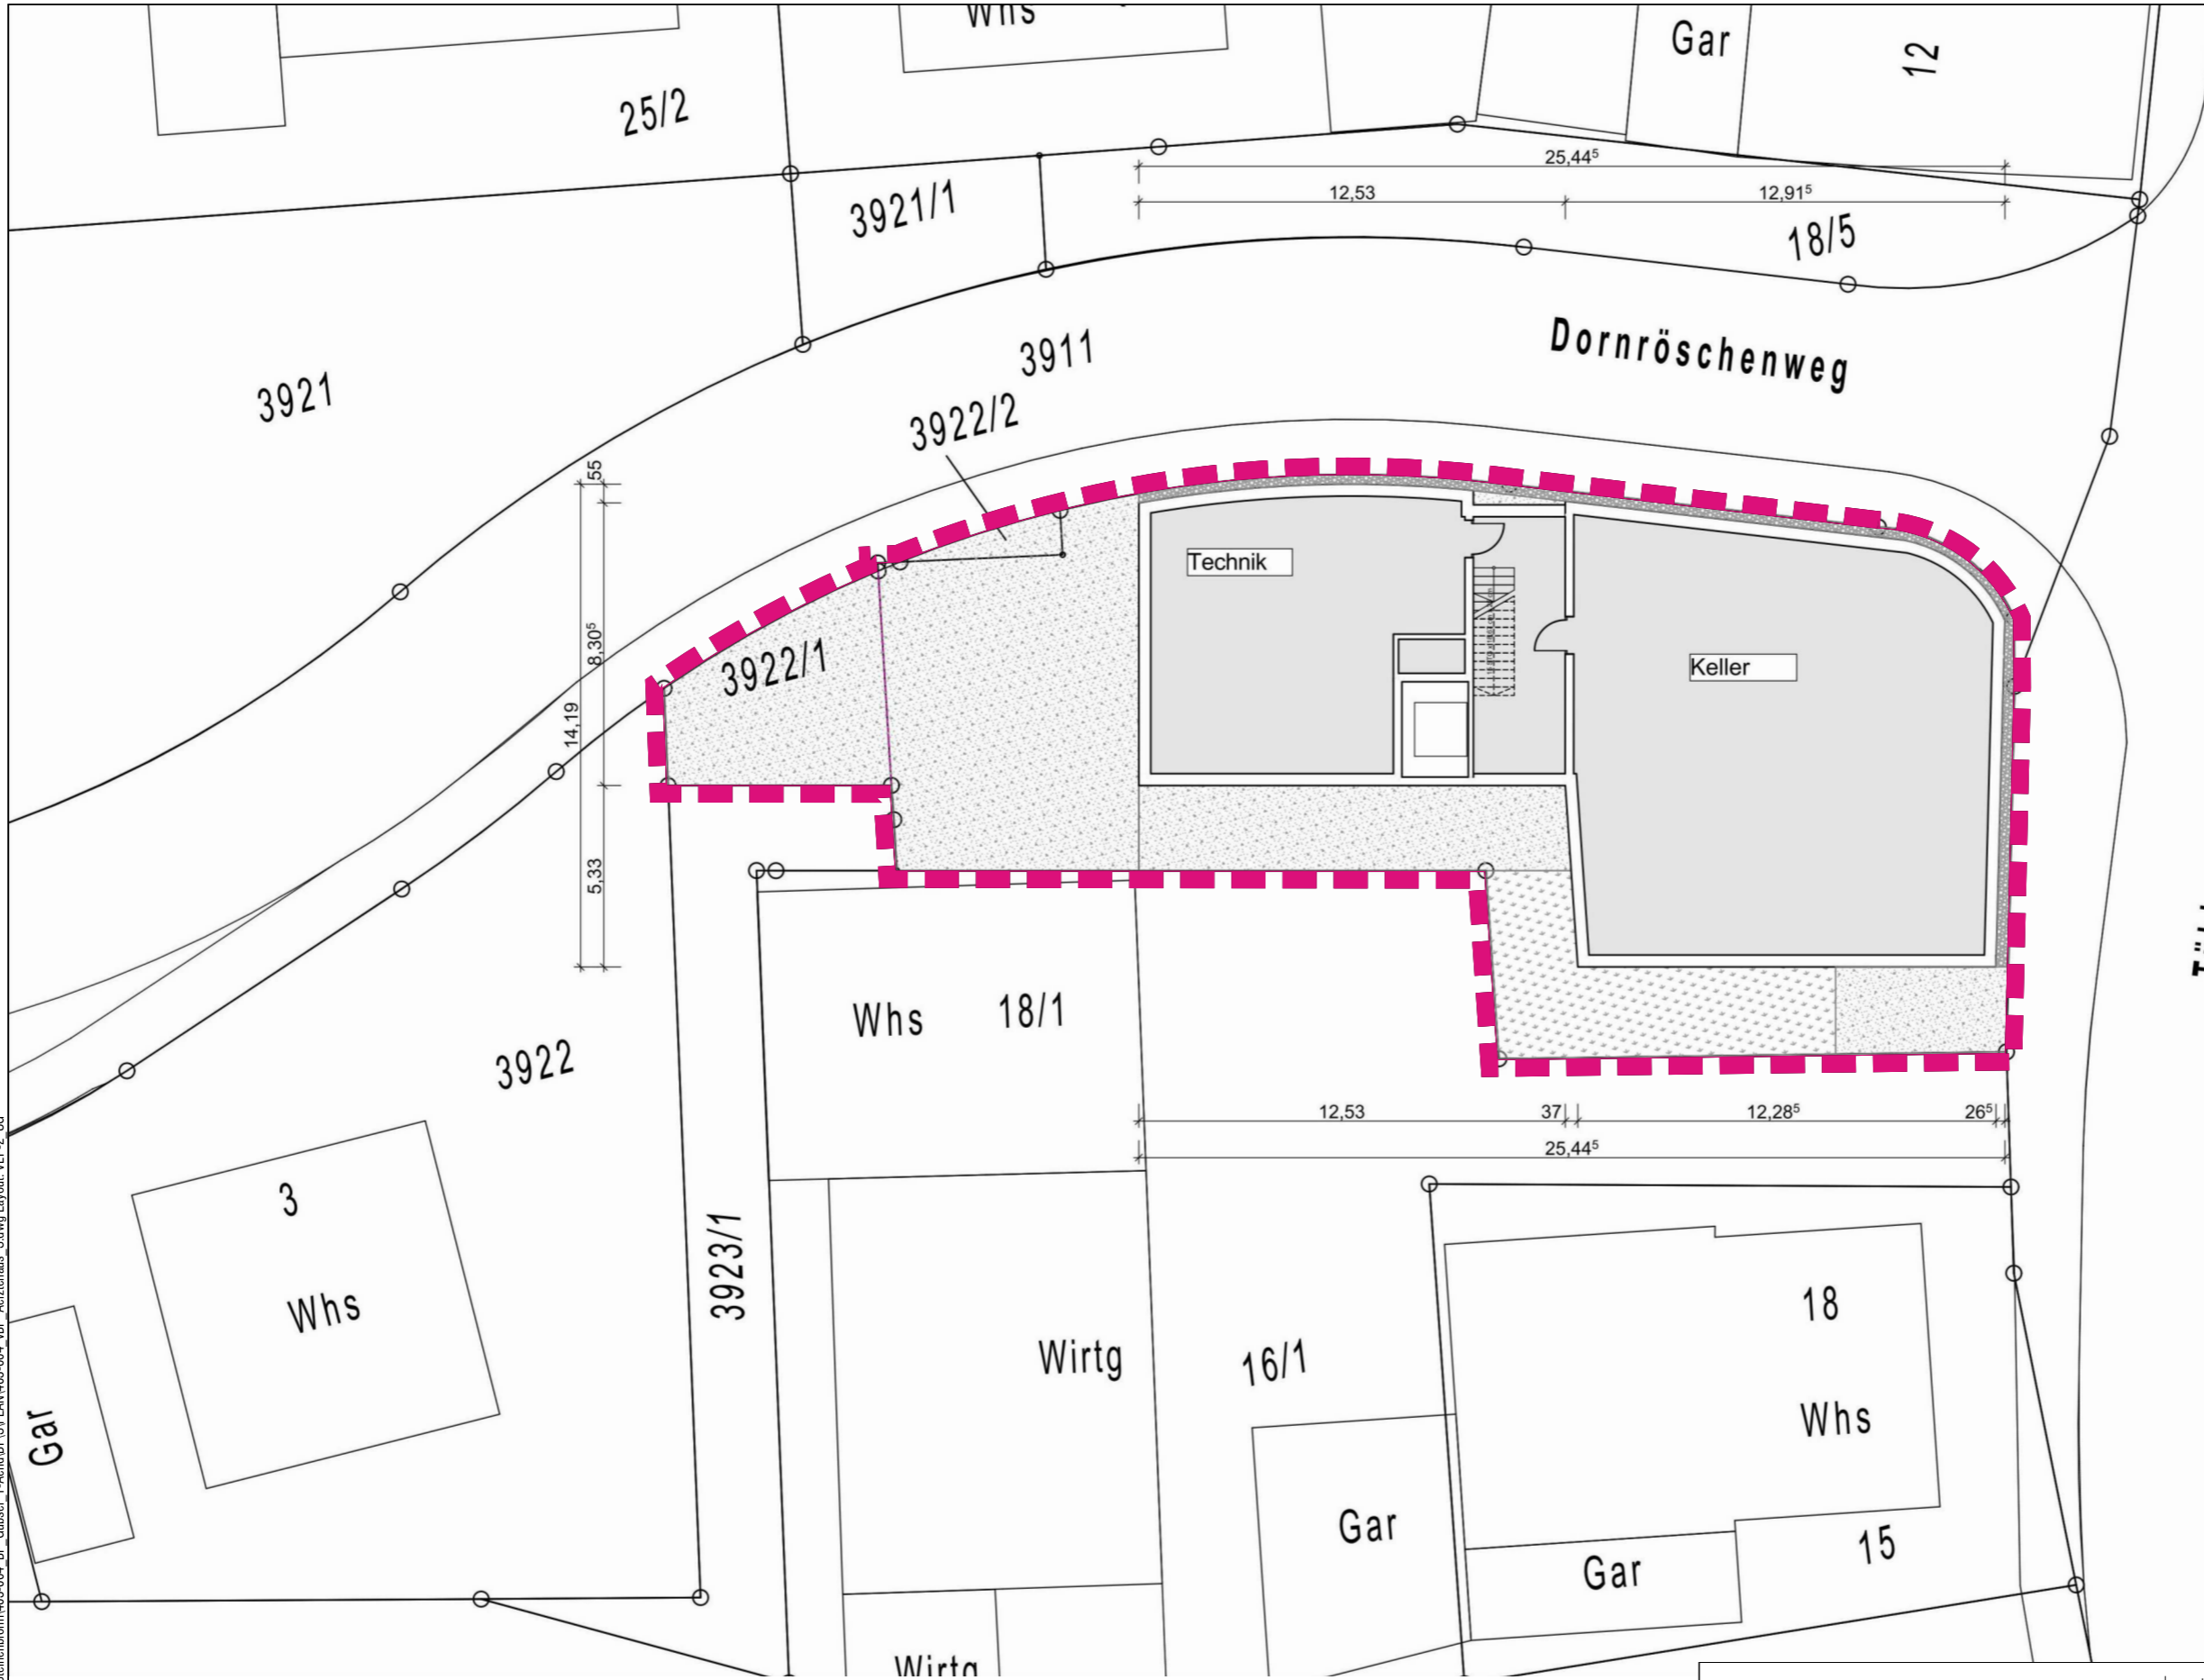 Whs
Gar
12
25/2
25,44⁵
12,53
12,91⁵
3921/1
18/5
3911
Dornröschenweg
3921
3922/2
55
Technik
8,30⁵
3922/1
Keller
14,19
5,33
Whs
18/1
3922
12,53
37
12,28⁵
26⁵
25,44⁵
3
3923/1
Whs
18
Wirtg
16/1
Whs
Gar
Gar
Gar
15
Wirtg